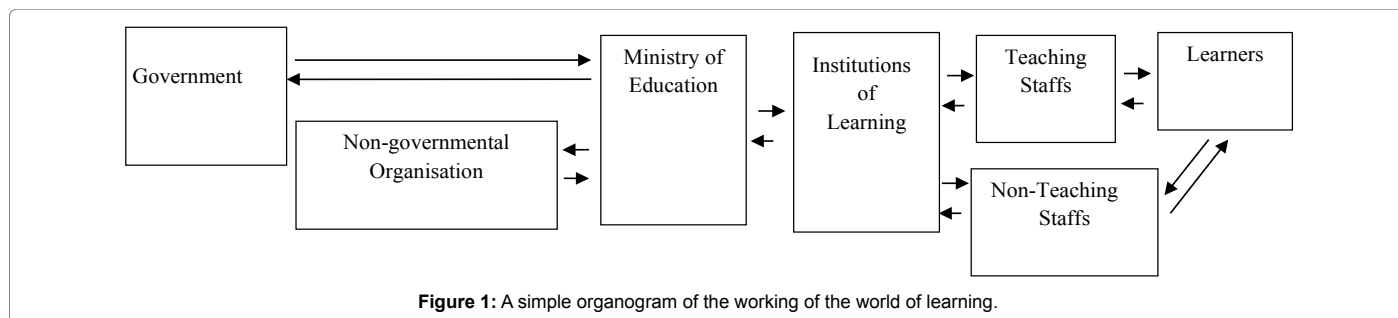 Government
Non-governmental
Organisation
Ministry of
Education
Institutions
of
Learning
Teaching
Staffs
Learners
Non-Teaching
Staffs
Figure 1: A simple organogram of the working of the world of learning.